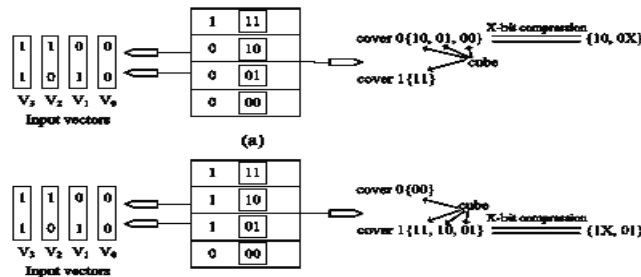 1 11
X-bit compression
cover 0{10, 01, 00} {10, 0X}
1 1 0 0
0 10
cube
1 0 1 0
0 01
cover 1{11}
V3 V2 V1 V0
0 00
Input vectors
(a)
1 11
cover 0{00}
1 1 0 0
1 10
cube
X-bit compression
1 0 1 0
1 01
cover 1{11, 10, 01} {1X, 01}
V3 V2 V1 V0
0 00
Input vectors